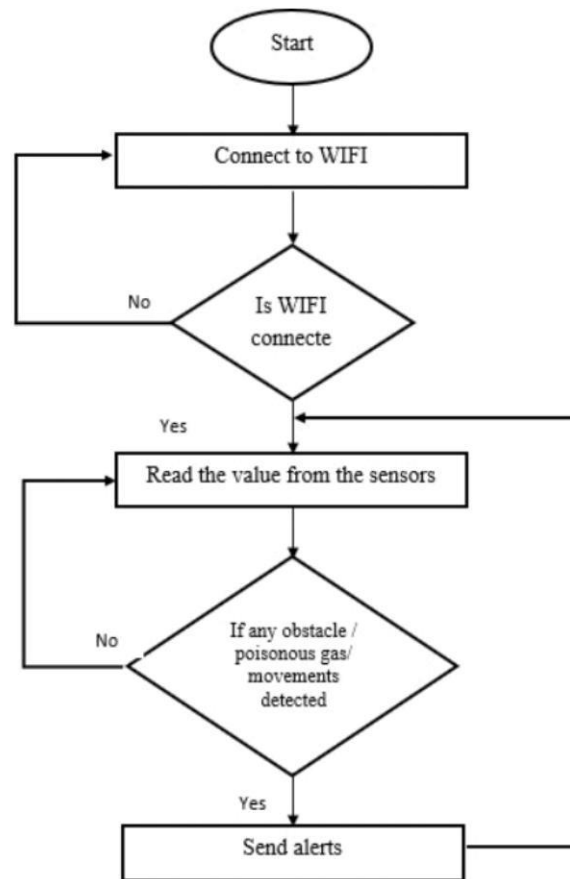 Start
Connect to WIFI
No
Is WIFI
connecte
Yes
Read the value from the sensors
No
If any obstacle /
poisonous gas/
movements
detected
Yes
Send alerts